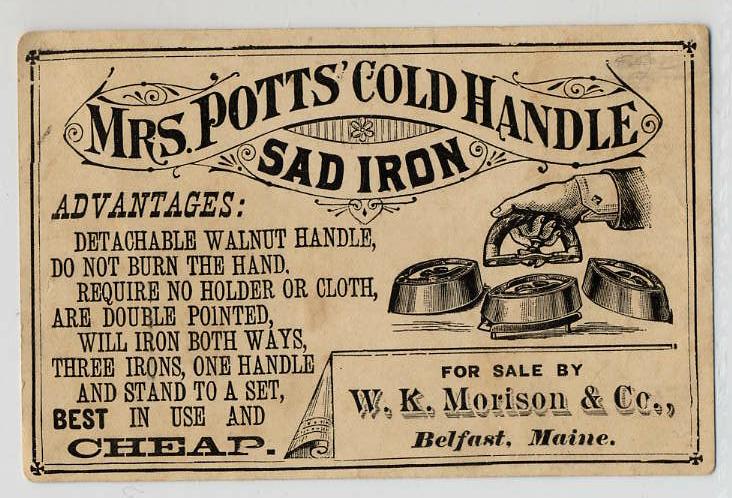 MRS. POTTS' COLD HANDLE
SAD IRON
ADVANTAGES:
DETACHABLE WALNUT HANDLE,
DO NOT BURN THE HAND.
REQUIRE NO HOLDER OR CLOTH,
ARE DOUBLE POINTED,
WILL IRON BOTH WAYS,
THREE IRONS, ONE HANDLE
AND STAND TO A SET,
BEST IN USE AND
CHEAP.
FOR SALE BY
W. K. Morison & Co.,
Belfast, Maine.